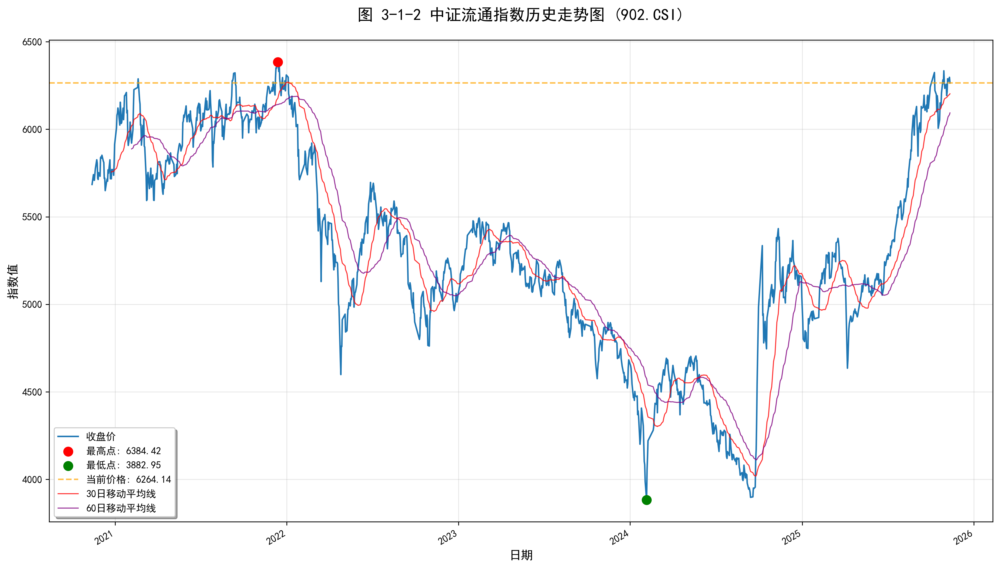 图 3-1-2 中证流通指数历史走势图 (902.CSI)
6500
6000
5500
5000
4500
4000
指数值
收盘价
最高点: 6384.42
最低点: 3882.95
当前价格: 6264.14
30日移动平均线
60日移动平均线
2021
2022
2023
2024
2025
2026
日期